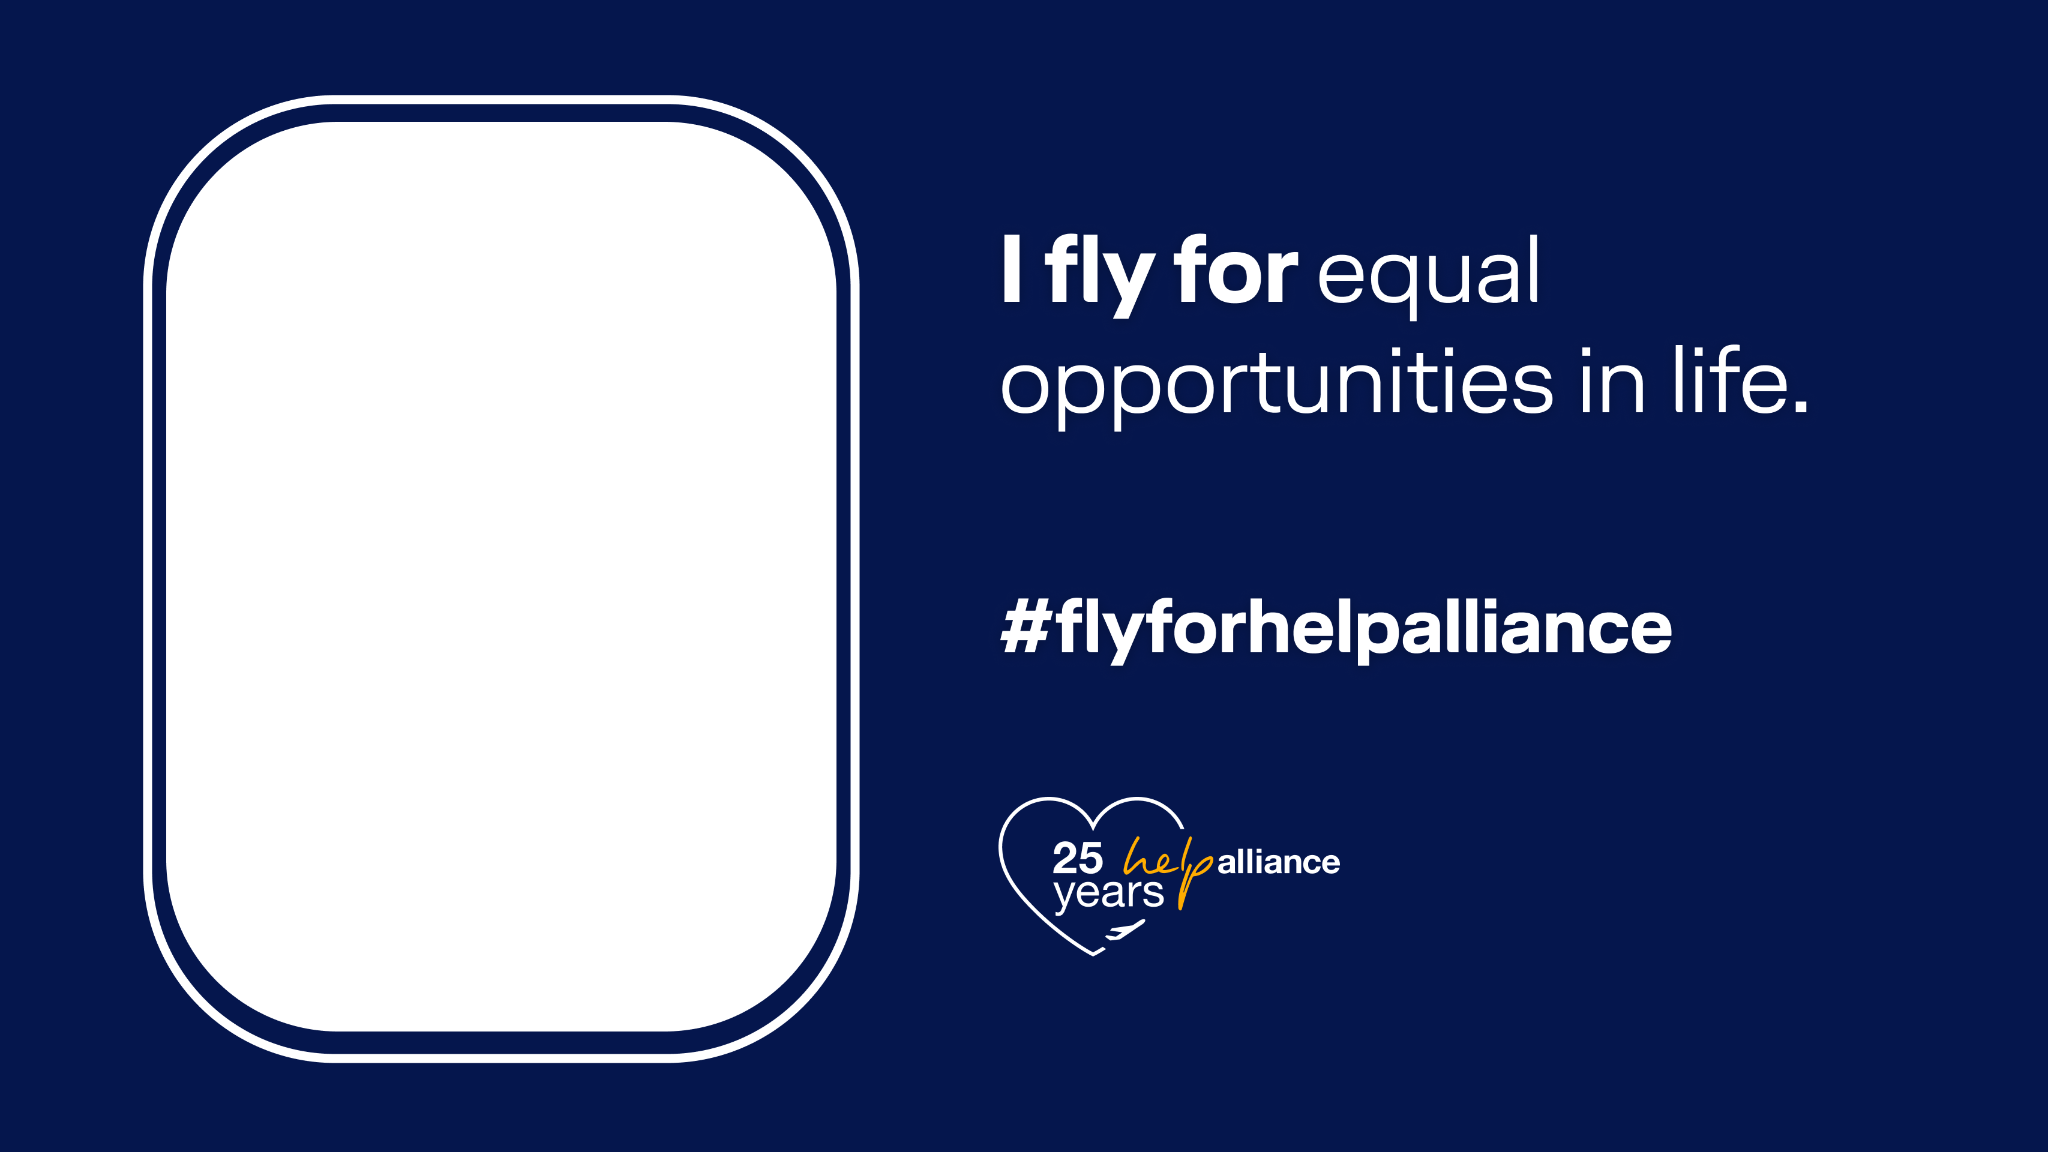 I fly for equal
opportunities in life.
#flyforhelpalliance
25 help alliance
years